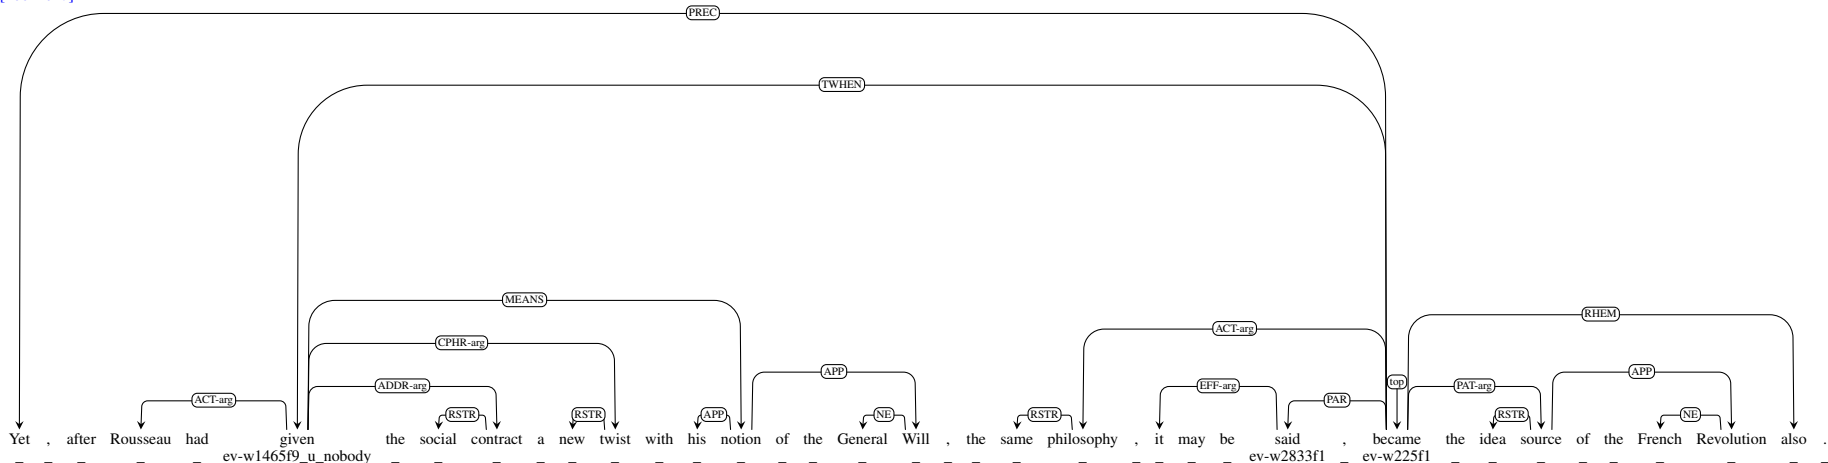 PREC
TWHEN
MEANS
RHEM
ACT-arg
CPHR-arg
APP APP
top
ADDR-arg EFF-arg PAT-arg
ACT-arg PAR
RSTR RSTR APP NE RSTR RSTR NE
Yet , after Rousseau had given the social contract a new twist with his notion of the General Will , the same philosophy , it may be said , became the idea source of the French Revolution also .
_ _ _ _ _ ev-w1465f9_u_nobody _ _ _ _ _ _ _ _ _ _ _ _ _ _ _ _ _ _ _ _ _ ev-w2833f1 _ ev-w225f1 _ _ _ _ _ _ _ _ _